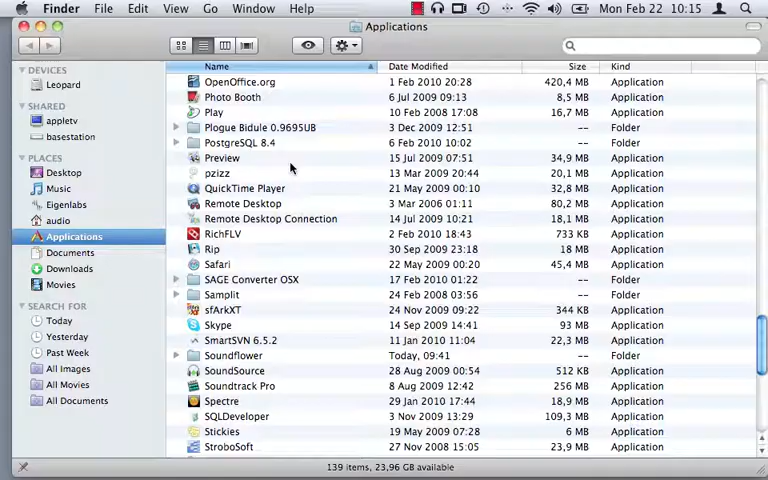 Finder File Edit View Go Window Help Mon Feb 22 10:15
Applications
Name Date Modified Size Kind
DEVICES
Leopard
SHARED
appletv
basestation
PLACES
Desktop
Music
Eigenlabs
audio
Applications
Documents
Downloads
Movies
SEARCH FOR
Today
Yesterday
Past Week
All Images
All Movies
All Documents
OpenOffice.org 1 Feb 2010 20:28 420,4 MB Application
Photo Booth 6 Jul 2009 09:13 8,5 MB Application
Play 10 Feb 2008 17:08 16,7 MB Application
Plogue Bidule 0.9695UB 3 Dec 2009 12:51 -- Folder
PostgreSQL 8.4 6 Feb 2010 10:02 -- Folder
Preview 15 Jul 2009 07:51 34,9 MB Application
pzizz 13 Mar 2009 20:44 20,1 MB Application
QuickTime Player 21 May 2009 00:10 32,8 MB Application
Remote Desktop 3 Mar 2006 01:11 80,2 MB Application
Remote Desktop Connection 14 Jul 2009 10:21 18,1 MB Application
RichFLV 2 Feb 2010 18:43 733 KB Application
Rip 30 Sep 2009 23:18 18 MB Application
Safari 22 May 2009 00:20 45,4 MB Application
SAGE Converter OSX 17 Feb 2010 01:22 -- Folder
Samplit 24 Feb 2008 03:56 -- Folder
sfArkXT 24 Nov 2009 09:22 344 KB Application
Skype 14 Sep 2009 14:41 93 MB Application
SmartSVN 6.5.2 11 Jan 2010 11:04 22,3 MB Application
Soundflower Today, 09:41 -- Folder
SoundSource 28 Aug 2009 00:54 512 KB Application
Soundtrack Pro 8 Aug 2009 12:42 256 MB Application
Spectre 29 Jan 2010 17:44 18,9 MB Application
SQLDeveloper 3 Nov 2009 13:29 109,3 MB Application
Stickies 19 May 2009 07:28 6 MB Application
StroboSoft 27 Nov 2008 15:05 23,9 MB Application
139 items, 23,96 GB available